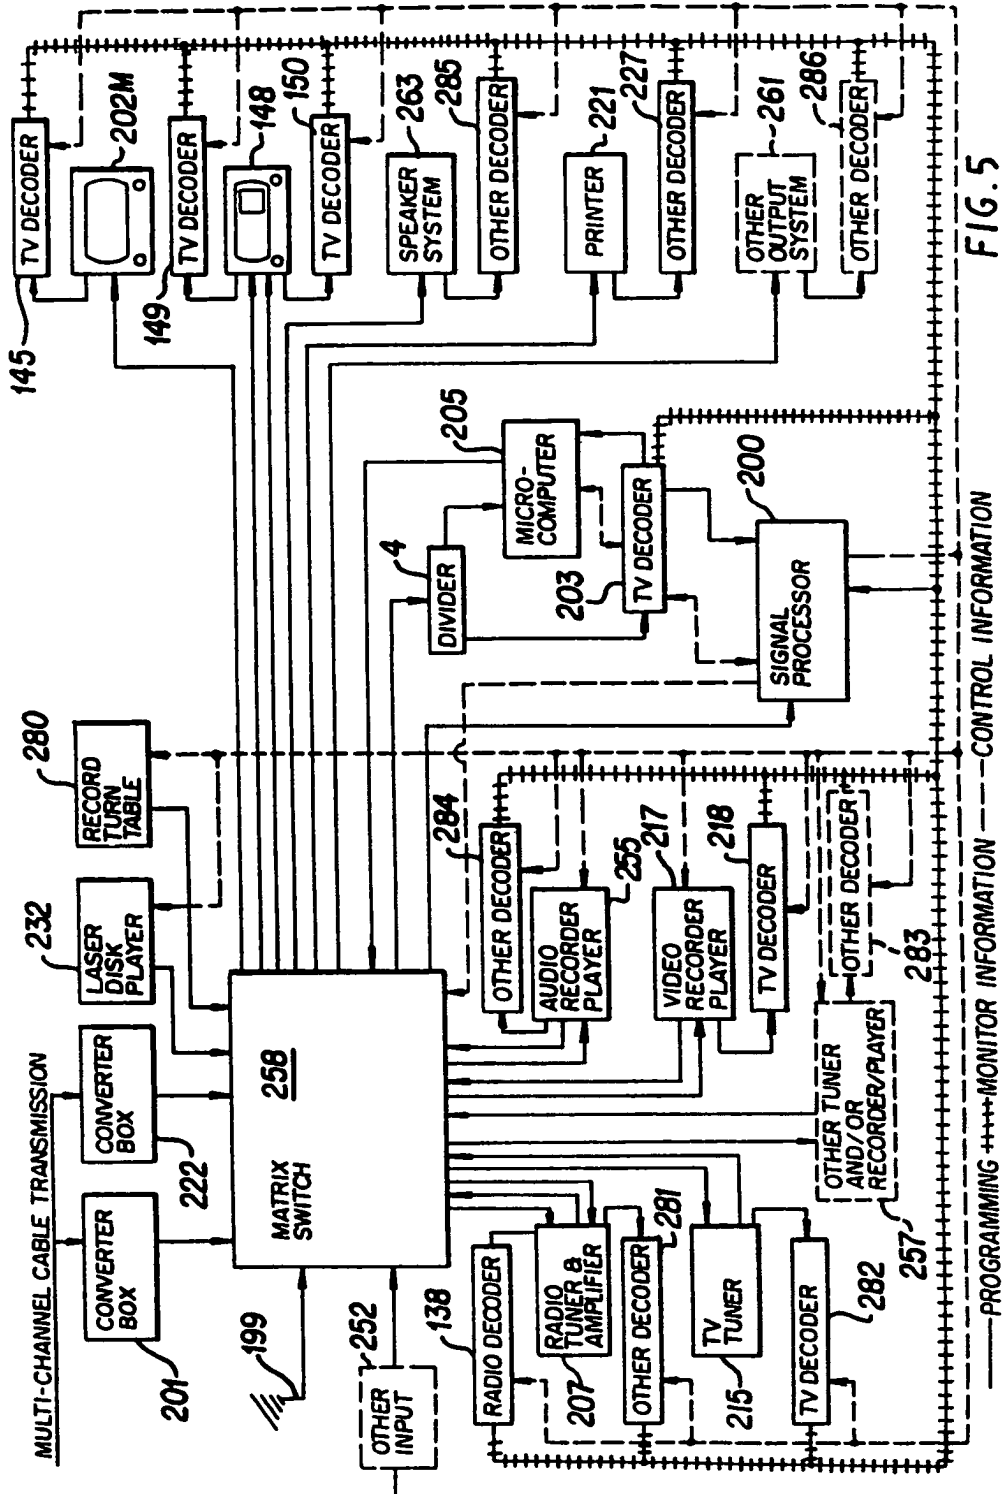 MULTI-CHANNEL CABLE TRANSMISSION
CONVERTER
BOX
201
CONVERTER
BOX
222
LASER
DISK
PLAYER
232
RECORD
TURN
TABLE
280
199
OTHER
INPUT
252
MATRIX
SWITCH
258
TV DECODER
145
202M
TV DECODER
149
148
TV DECODER
150
SPEAKER
SYSTEM
263
OTHER DECODER
285
PRINTER
221
OTHER DECODER
227
OTHER
OUTPUT
SYSTEM
261
OTHER DECODER
286
DIVIDER
4
MICRO-
COMPUTER
205
TV DECODER
203
SIGNAL
PROCESSOR
200
RADIO DECODER
138
RADIO
TUNER &
AMPLIFIER
207
OTHER DECODER
281
TV
TUNER
215
TV DECODER
282
OTHER DECODER
284
AUDIO
RECORDER
PLAYER
255
VIDEO
RECORDER
PLAYER
217
TV DECODER
218
OTHER TUNER
AND/OR
RECORDER/PLAYER
257
OTHER DECODER
283
PROGRAMMING MONITOR INFORMATION CONTROL INFORMATION
FIG. 5